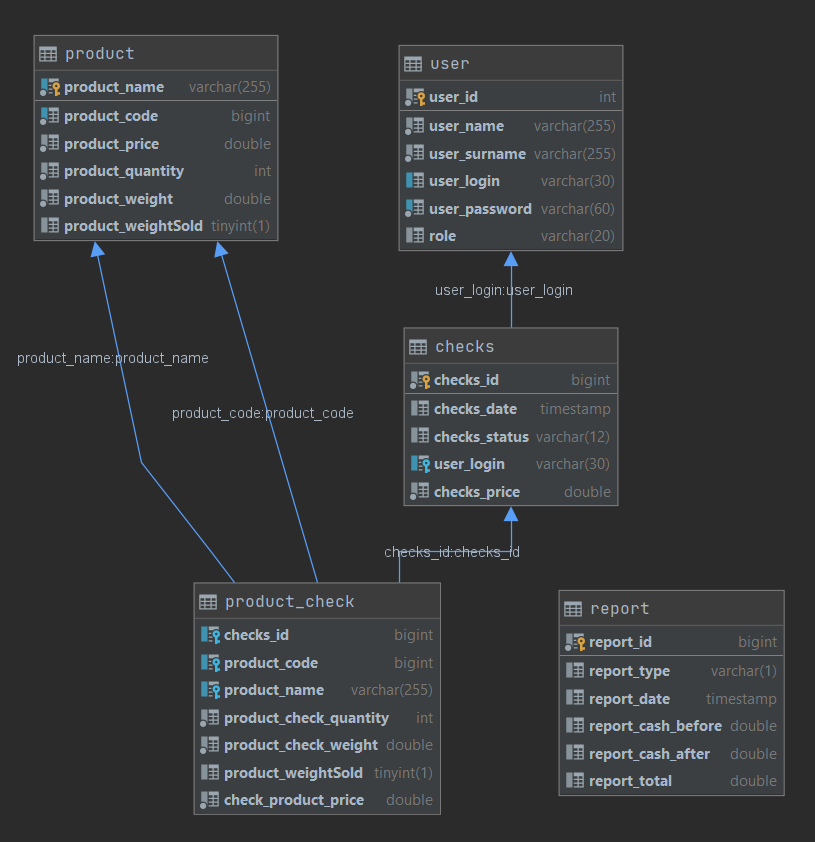 product
product_name varchar(255)
product_code bigint
product_price double
product_quantity int
product_weight double
product_weightSold tinyint(1)
user
user_id int
user_name varchar(255)
user_surname varchar(255)
user_login varchar(30)
user_password varchar(60)
role varchar(20)
user_login:user_login
product_name:product_name
product_code:product_code
checks
checks_id bigint
checks_date timestamp
checks_status varchar(12)
user_login varchar(30)
checks_price double
checks_id:checks_id
product_check
checks_id bigint
product_code bigint
product_name varchar(255)
product_check_quantity int
product_check_weight double
product_weightSold tinyint(1)
check_product_price double
report
report_id bigint
report_type varchar(1)
report_date timestamp
report_cash_before double
report_cash_after double
report_total double